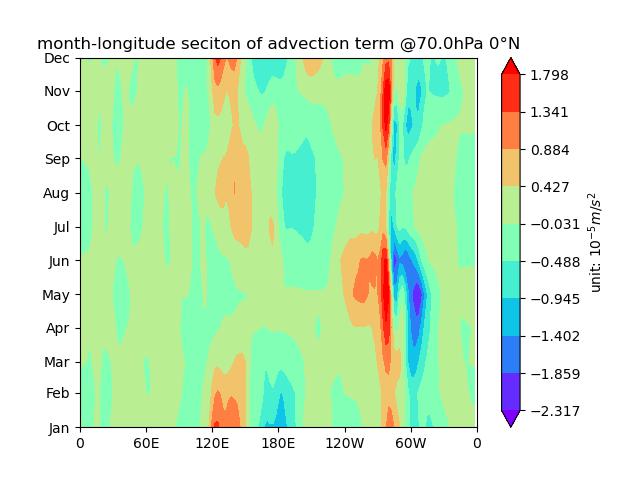 month-longitude seciton of advection term @70.0hPa 0°N
Dec
Nov
Oct
Sep
Aug
Jul
Jun
May
Apr
Mar
Feb
Jan
0 60E 120E 180E 120W 60W 0
1.798
1.341
0.884
0.427
−0.031
−0.488
−0.945
−1.402
−1.859
−2.317
unit: 10⁻⁵m/s²